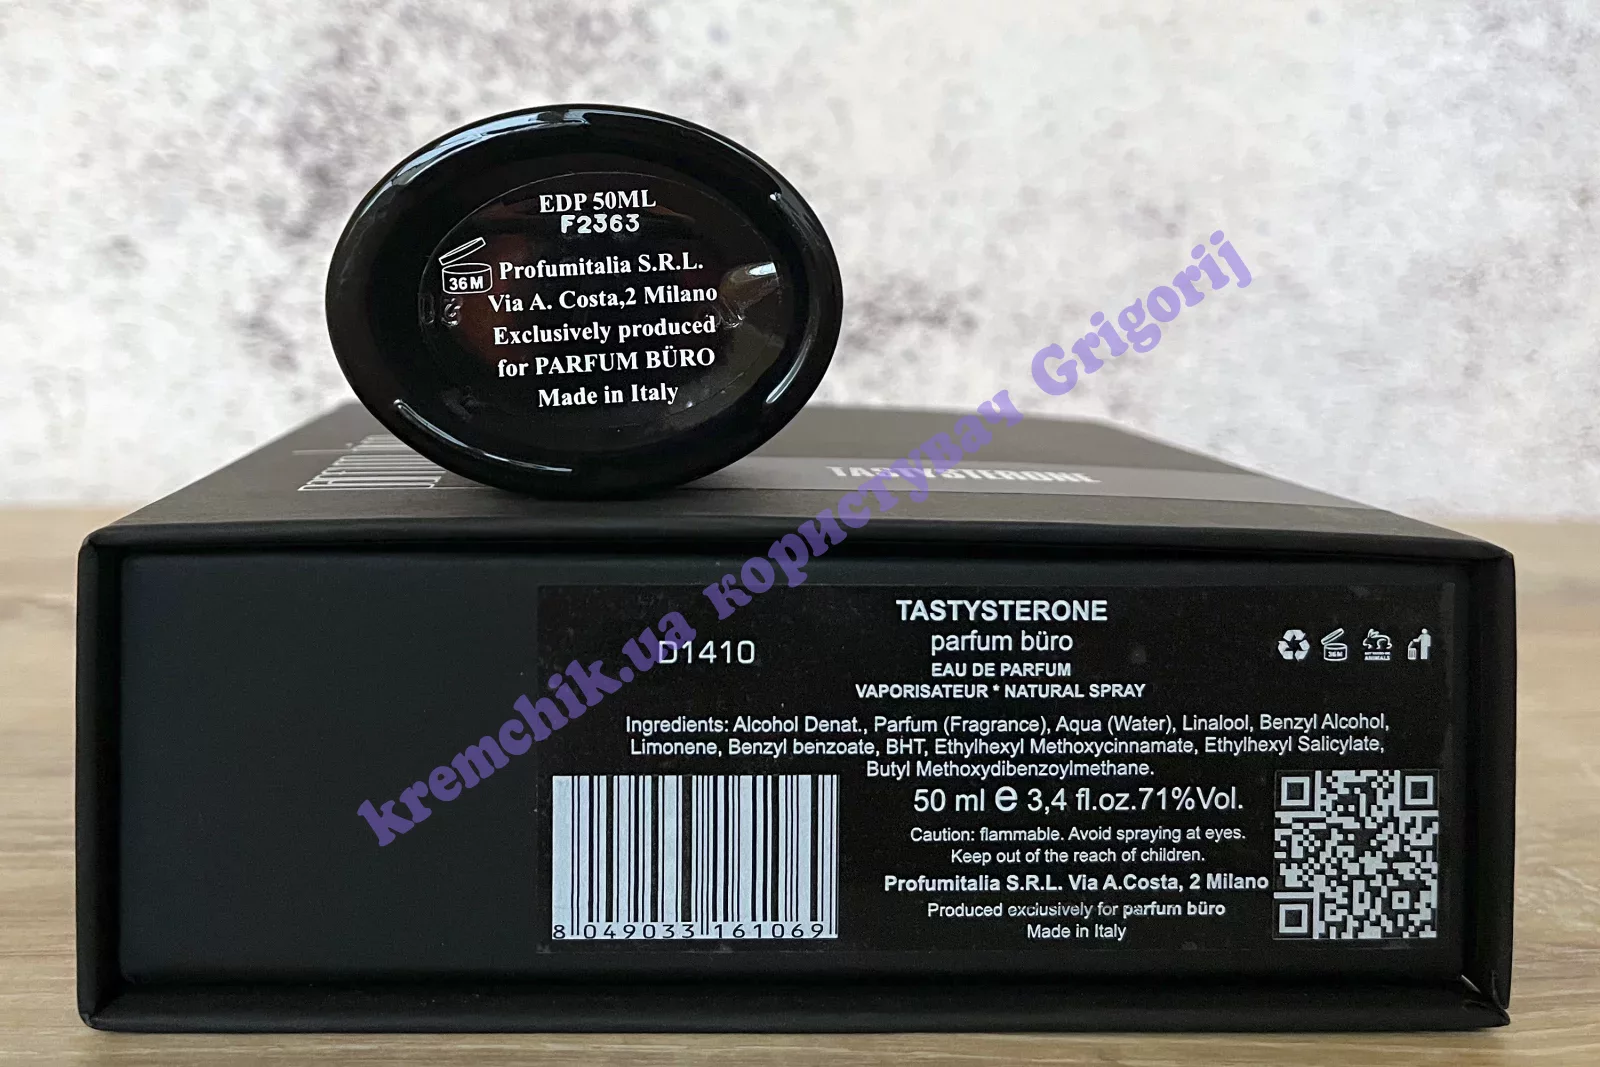 EDP 50ML
F2363
36M
Profumitalia S.R.L.
Via A. Costa,2 Milano
Exclusively produced
for PARFUM BÜRO
Made in Italy
TASTYSTERONE
kremchik.ua користувач Grigorij
TASTYSTERONE
parfum büro
D1410
EAU DE PARFUM
VAPORISATEUR * NATURAL SPRAY
36M
Ingredients: Alcohol Denat., Parfum (Fragrance), Aqua (Water), Linalool, Benzyl Alcohol,
Limonene, Benzyl benzoate, BHT, Ethylhexyl Methoxycinnamate, Ethylhexyl Salicylate,
Butyl Methoxydibenzoylmethane.
50 ml e 3,4 fl.oz.71%Vol.
Caution: flammable. Avoid spraying at eyes.
Keep out of the reach of children.
Profumitalia S.R.L. Via A.Costa, 2 Milano
Produced exclusively for parfum büro
Made in Italy
8 049033 161069